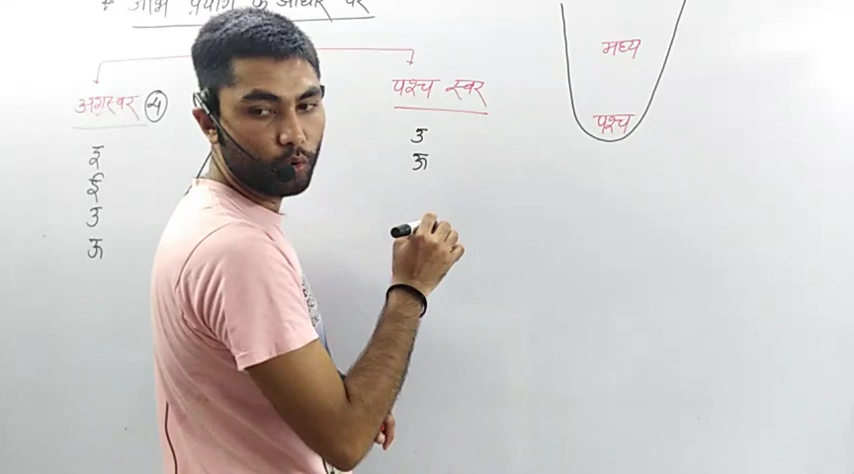 * जीभ प्रयोग के आधार पर
अग्रस्वर (4)
इ
ई
उ
ऊ
पश्च स्वर
उ
ऊ
मध्य
पश्च